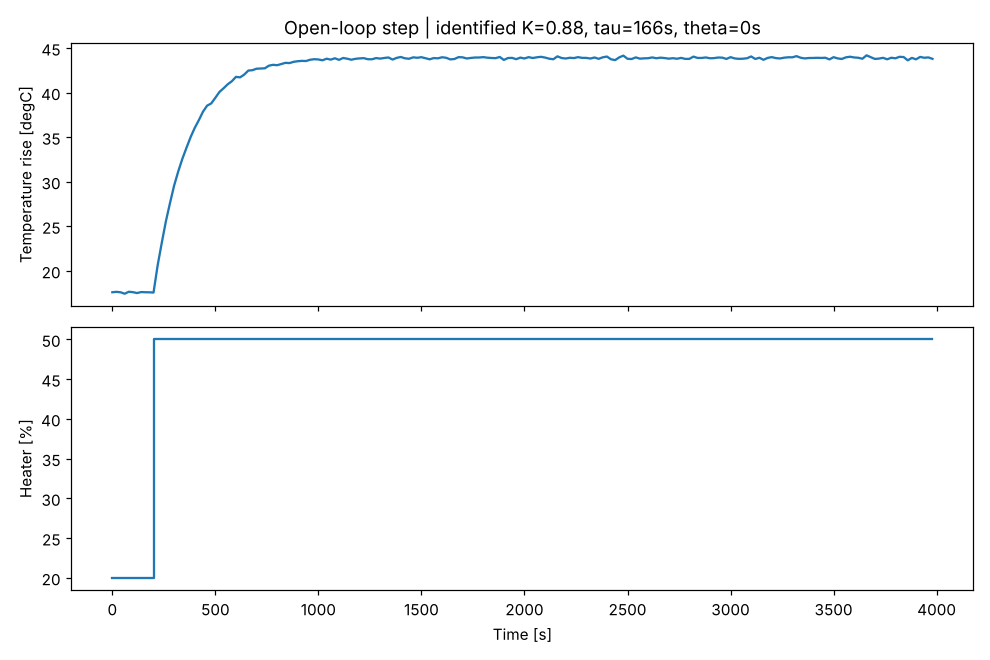 Open-loop step | identified K=0.88, tau=166s, theta=0s
Temperature rise [degC]
45
40
35
30
25
20
Heater [%]
50
45
40
35
30
25
20
0 500 1000 1500 2000 2500 3000 3500 4000
Time [s]